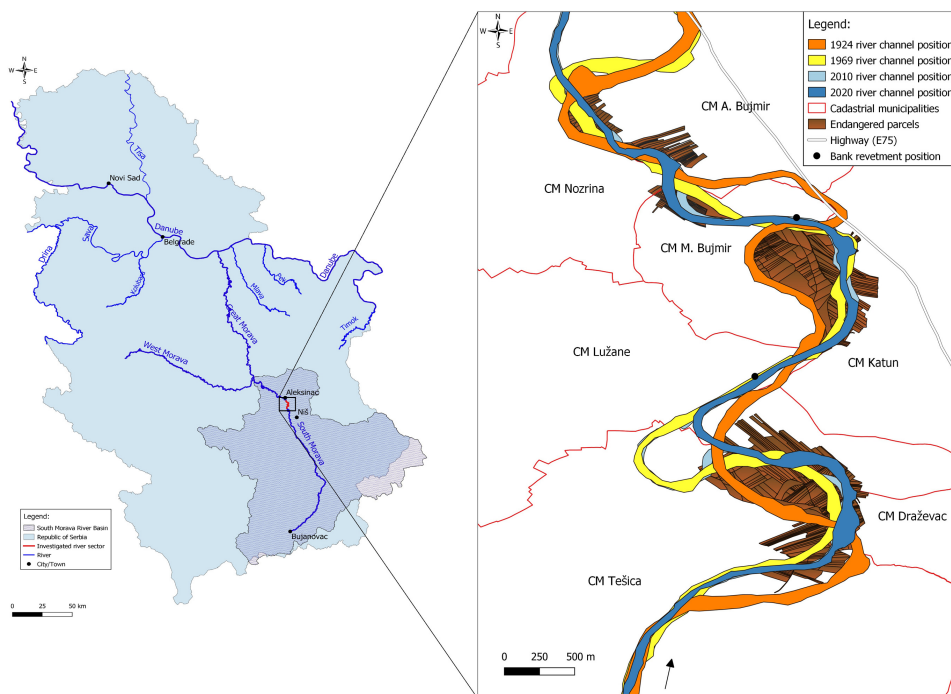 N
W E
S
Tisa
Novi Sad
Danube
Belgrade
Sava
Drina
Kolubara
Danube
Pek
Mlava
Great Morava
Timok
West Morava
Aleksinac
Niš
South Morava
Bujanovac
Legend:
South Morava River Basin
Republic of Serbia
Investigated river sector
River
City/Town
0 25 50 km
N
W E
S
Legend:
1924 river channel position
1969 river channel position
2010 river channel position
2020 river channel position
Cadastrial municipalities
Endangered parcels
Highway (E75)
Bank revetment position
CM A. Bujmir
CM Nozrina
CM M. Bujmir
CM Lužane
CM Katun
CM Draževac
CM Tešica
0 250 500 m